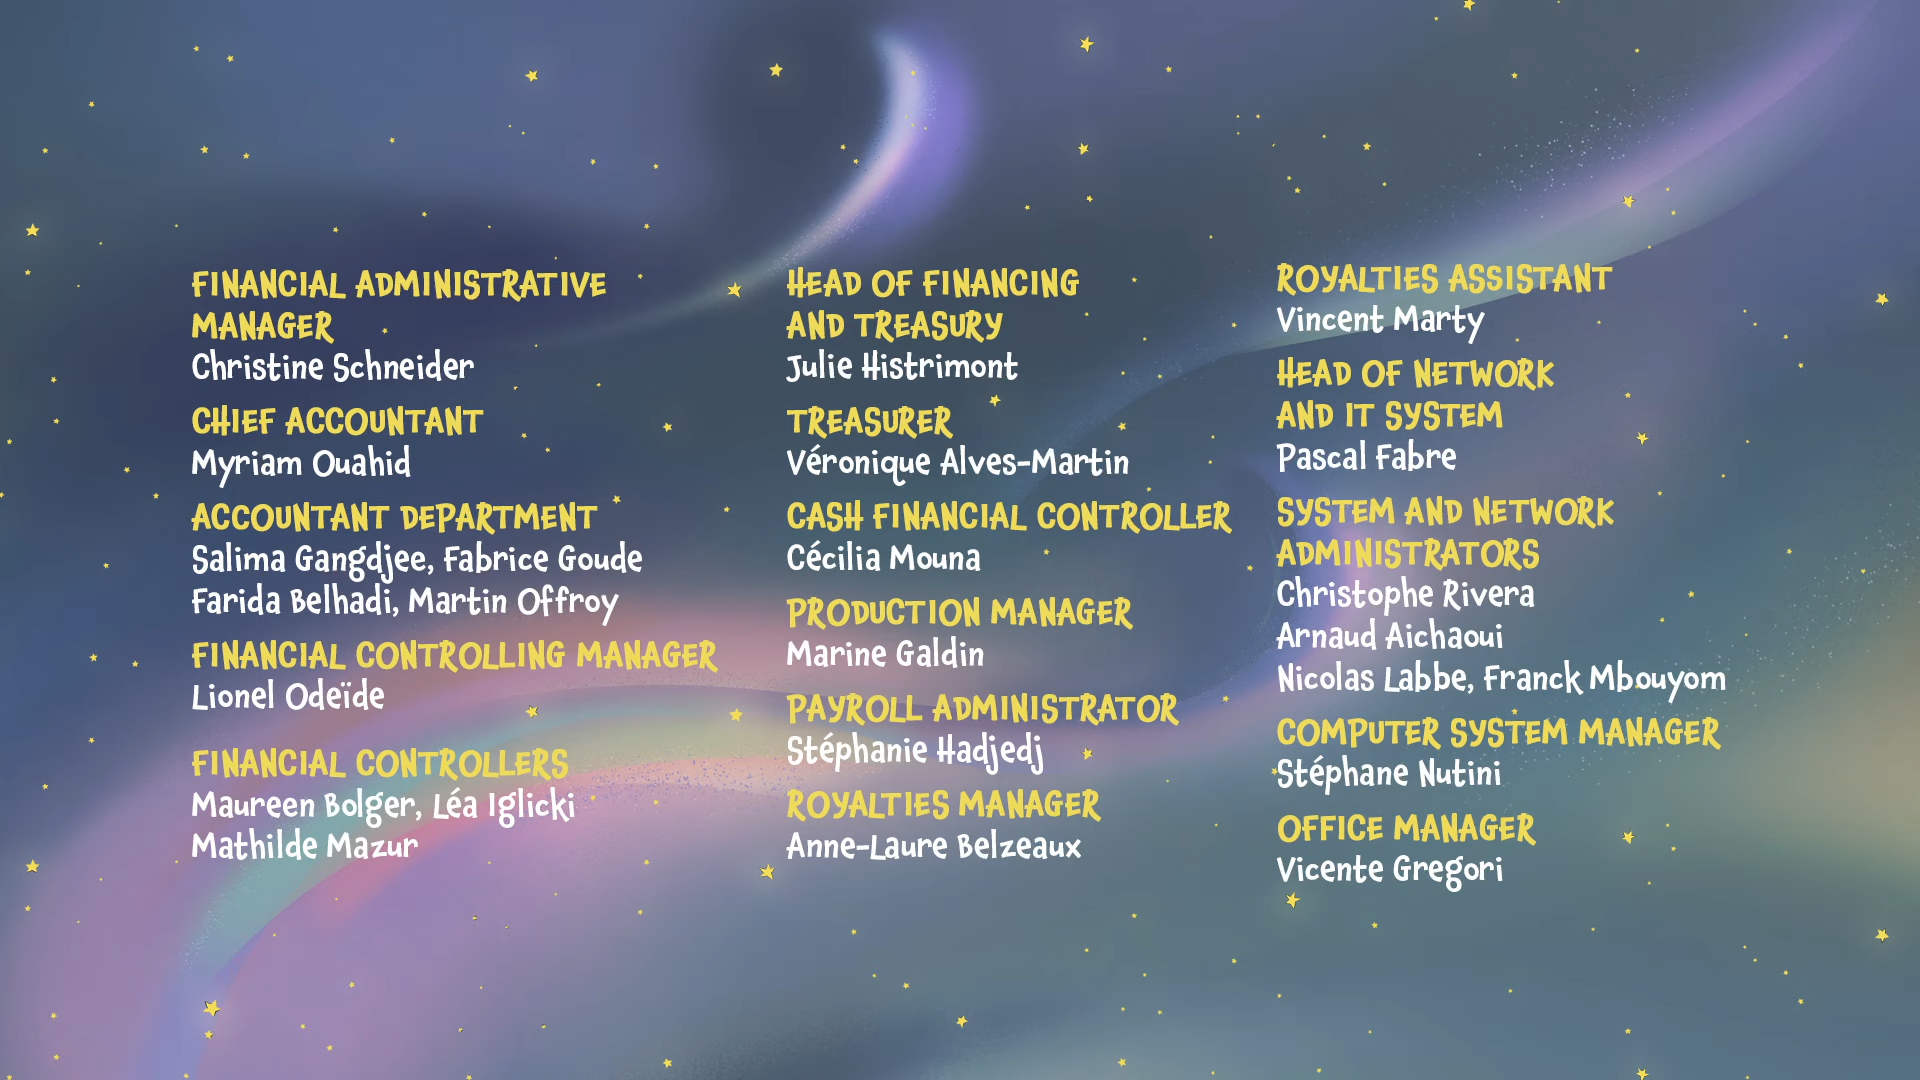 FINANCIAL ADMINISTRATIVE
MANAGER
Christine Schneider
CHIEF ACCOUNTANT
Myriam Ouahid
ACCOUNTANT DEPARTMENT
Salima Gangdjee, Fabrice Goude
Farida Belhadi, Martin Offroy
FINANCIAL CONTROLLING MANAGER
Lionel Odeïde
FINANCIAL CONTROLLERS
Maureen Bolger, Léa Iglicki
Mathilde Mazur
HEAD OF FINANCING
AND TREASURY
Julie Histrimont
TREASURER
Véronique Alves-Martin
CASH FINANCIAL CONTROLLER
Cécilia Mouna
PRODUCTION MANAGER
Marine Galdin
PAYROLL ADMINISTRATOR
Stéphanie Hadjedj
ROYALTIES MANAGER
Anne-Laure Belzeaux
ROYALTIES ASSISTANT
Vincent Marty
HEAD OF NETWORK
AND IT SYSTEM
Pascal Fabre
SYSTEM AND NETWORK
ADMINISTRATORS
Christophe Rivera
Arnaud Aichaoui
Nicolas Labbe, Franck Mbouyom
COMPUTER SYSTEM MANAGER
Stéphane Nutini
OFFICE MANAGER
Vicente Gregori